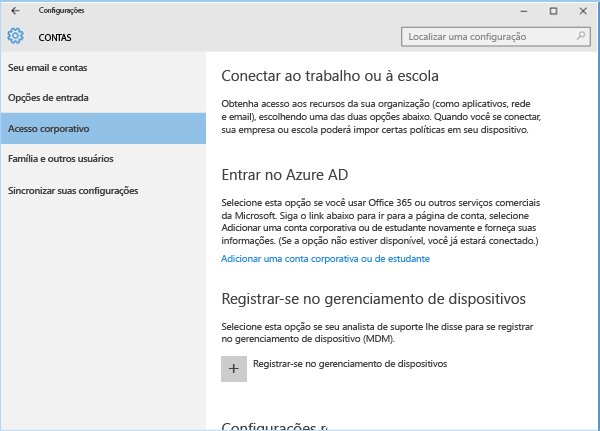 Configurações
CONTAS
Localizar uma configuração
Seu email e contas
Opções de entrada
Acesso corporativo
Família e outros usuários
Sincronizar suas configurações
Conectar ao trabalho ou à escola
Obtenha acesso aos recursos da sua organização (como aplicativos, rede
e email), escolhendo uma das duas opções abaixo. Quando você se conectar,
sua empresa ou escola poderá impor certas políticas em seu dispositivo.
Entrar no Azure AD
Selecione esta opção se você usar Office 365 ou outros serviços comerciais
da Microsoft. Siga o link abaixo para ir para a página de conta, selecione
Adicionar uma conta corporativa ou de estudante novamente e forneça suas
informações. (Se a opção não estiver disponível, você já estará conectado.)
Adicionar uma conta corporativa ou de estudante
Registrar-se no gerenciamento de dispositivos
Selecione esta opção se seu analista de suporte lhe disse para se registrar
no gerenciamento de dispositivo (MDM).
Registrar-se no gerenciamento de dispositivos
Configurações